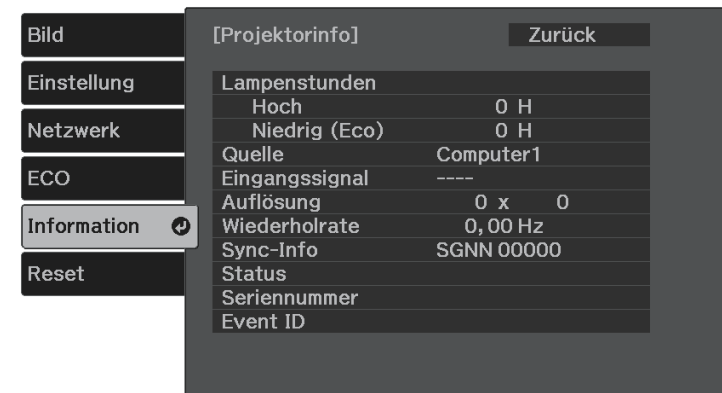 Bild
Einstellung
Netzwerk
ECO
Information
Reset
[Projektorinfo] Zurück
Lampenstunden
Hoch 0 H
Niedrig (Eco) 0 H
Quelle Computer1
Eingangssignal ----
Auflösung 0 x 0
Wiederholrate 0,00 Hz
Sync-Info SGNN 00000
Status
Seriennummer
Event ID